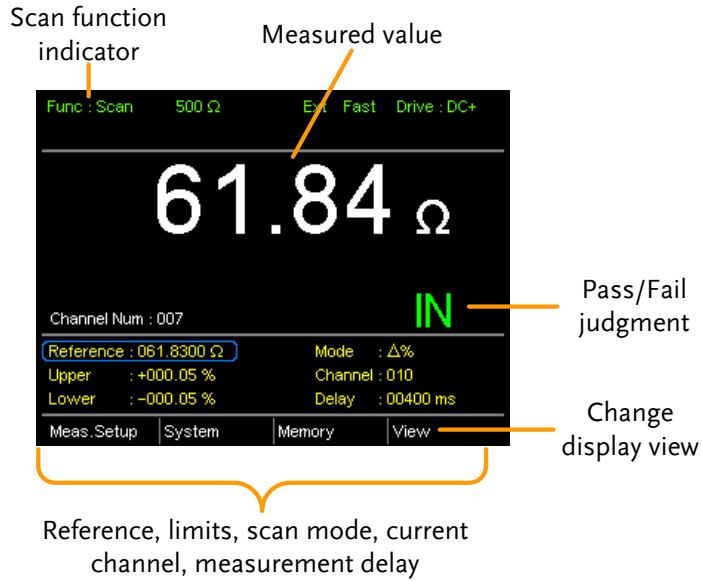 Scan function
indicator
Measured value
Func : Scan 500 Ω Ext Fast Drive : DC+
61.84 Ω
IN
Channel Num : 007
Pass/Fail
judgment
Reference : 061.8300 Ω Mode : Δ%
Upper : +000.05 % Channel : 010
Lower : −000.05 % Delay : 00400 ms
Meas.Setup System Memory View
Change
display view
Reference, limits, scan mode, current
channel, measurement delay